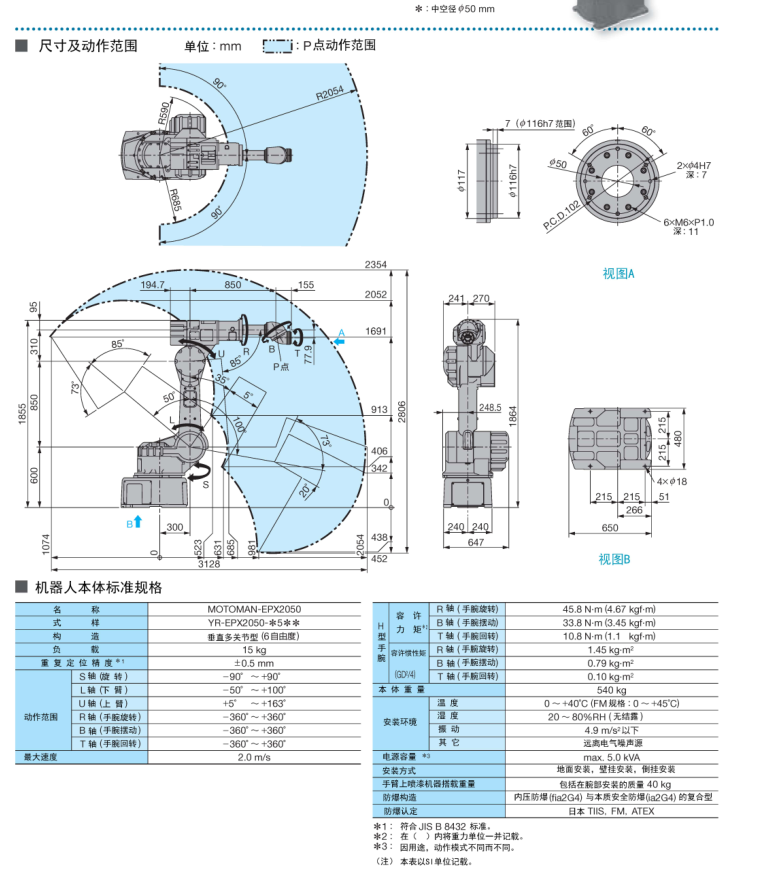 ＊：中空径φ50 mm
■ 尺寸及动作范围 单位：mm ：P点动作范围
90°
R2054
R590
R685
90°
7（φ116h7范围）
φ117
φ116h7
60° 60°
φ50
2×φ4H7
深：7
P.C.D.102
6×M6×P1.0
深：11
视图A
2354
194.7 850 155
2052
95
1691
A
310
85°
U R B T
85°
P点
77.9
73°
35°
5°
50°
1855
850
L
100°
913
2806
73°
406
342
600
S
20°
0
B
300
438
1074
0
523
631
685
981
2054
452
3128
241 270
248.5
1864
240 240
647
215
215
480
4×φ18
215 215 51
266
650
视图B
■ 机器人本体标准规格
名 称 MOTOMAN-EPX2050
式 样 YR-EPX2050-＊5＊＊
构 造 垂直多关节型（6自由度）
负 载 15 kg
重 复 定 位 精 度 ＊1 ±0.5 mm
动作范围
S 轴（旋 转） −90° ～ +90°
L 轴（下 臂） −50° ～ +100°
U 轴（上 臂） +5° ～ +163°
R 轴（手腕旋转） −360° ～ +360°
B 轴（手腕摆动） −360° ～ +360°
T 轴（手腕回转） −360° ～ +360°
最大速度 2.0 m/s
H型手腕
容 许 力 矩＊2
R 轴（手腕旋转） 45.8 N·m (4.67 kgf·m)
B 轴（手腕摆动） 33.8 N·m (3.45 kgf·m)
T 轴（手腕回转） 10.8 N·m (1.1 kgf·m)
容许惯性矩 (GD²/4)
R 轴（手腕旋转） 1.45 kg·m²
B 轴（手腕摆动） 0.79 kg·m²
T 轴（手腕回转） 0.10 kg·m²
本 体 重 量 540 kg
安装环境
温 度 0 ～ +40°C (FM 规格：0 ～ +45°C)
湿 度 20 ～ 80%RH（无结露）
振 动 4.9 m/s² 以下
其 它 远离电气噪声源
电源容量 ＊3 max. 5.0 kVA
安装方式 地面安装，壁挂安装，倒挂安装
手臂上喷漆机器搭载重量 包括在腕部安装的质量 40 kg
防爆构造 内压防爆(fia2G4) 与本质安全防爆(ia2G4) 的复合型
防爆认定 日本 TIIS, FM, ATEX
＊1： 符合 JIS B 8432 标准。
＊2： 在（ ）内将重力单位一并记载。
＊3： 因用途，动作模式不同而不同。
（注） 本表以SI单位记载。